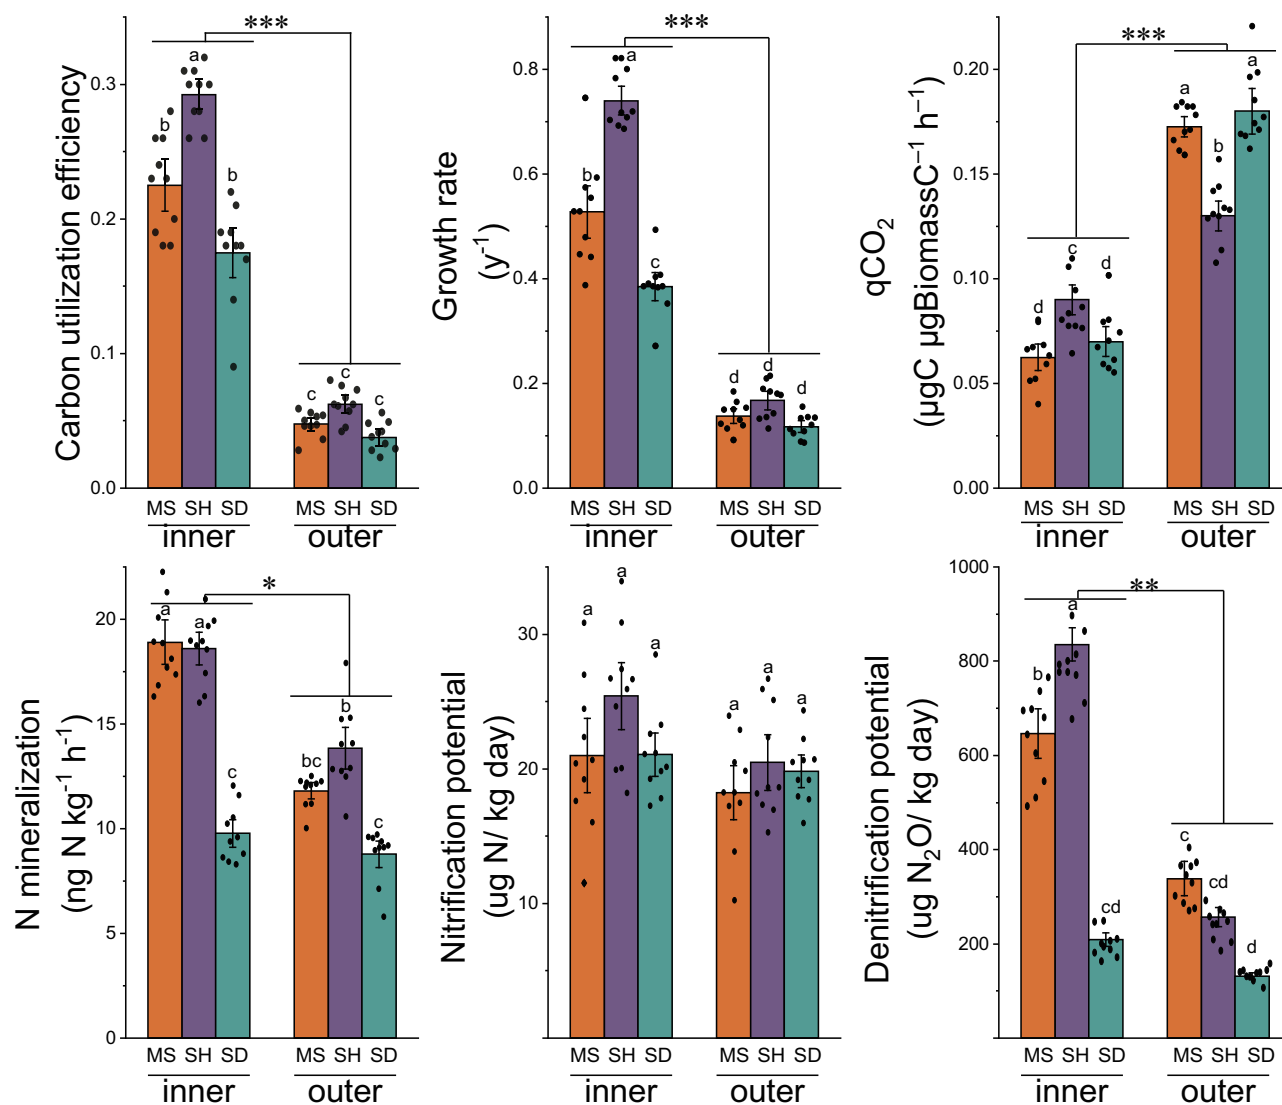 Carbon utilization efficiency
0.3
0.2
0.1
0.0
***
b
a
b
c
c
c
MS SH SD MS SH SD
inner outer
Growth rate
(y⁻¹)
0.8
0.6
0.4
0.2
0.0
***
b
a
c
d
d
d
MS SH SD MS SH SD
inner outer
qCO₂
(μgC μgBiomassC⁻¹ h⁻¹)
0.20
0.15
0.10
0.05
0.00
***
d
c
d
a
b
a
MS SH SD MS SH SD
inner outer
N mineralization
(ng N kg⁻¹ h⁻¹)
20
15
10
5
0
*
a
a
c
bc
b
c
MS SH SD MS SH SD
inner outer
Nitrification potential
(ug N/ kg day)
30
20
10
a
a
a
a
a
a
MS SH SD MS SH SD
inner outer
Denitrification potential
(ug N₂O/ kg day)
1000
800
600
400
200
**
b
a
cd
c
cd
d
MS SH SD MS SH SD
inner outer